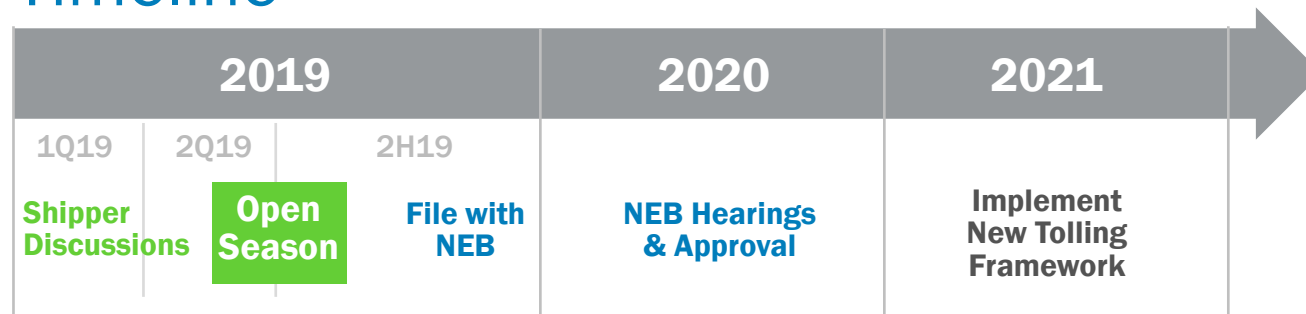 Timeline
2019 2020 2021
1Q19 2Q19 2H19
Shipper
Discussions
Open
Season
File with
NEB
NEB Hearings
& Approval
Implement
New Tolling
Framework